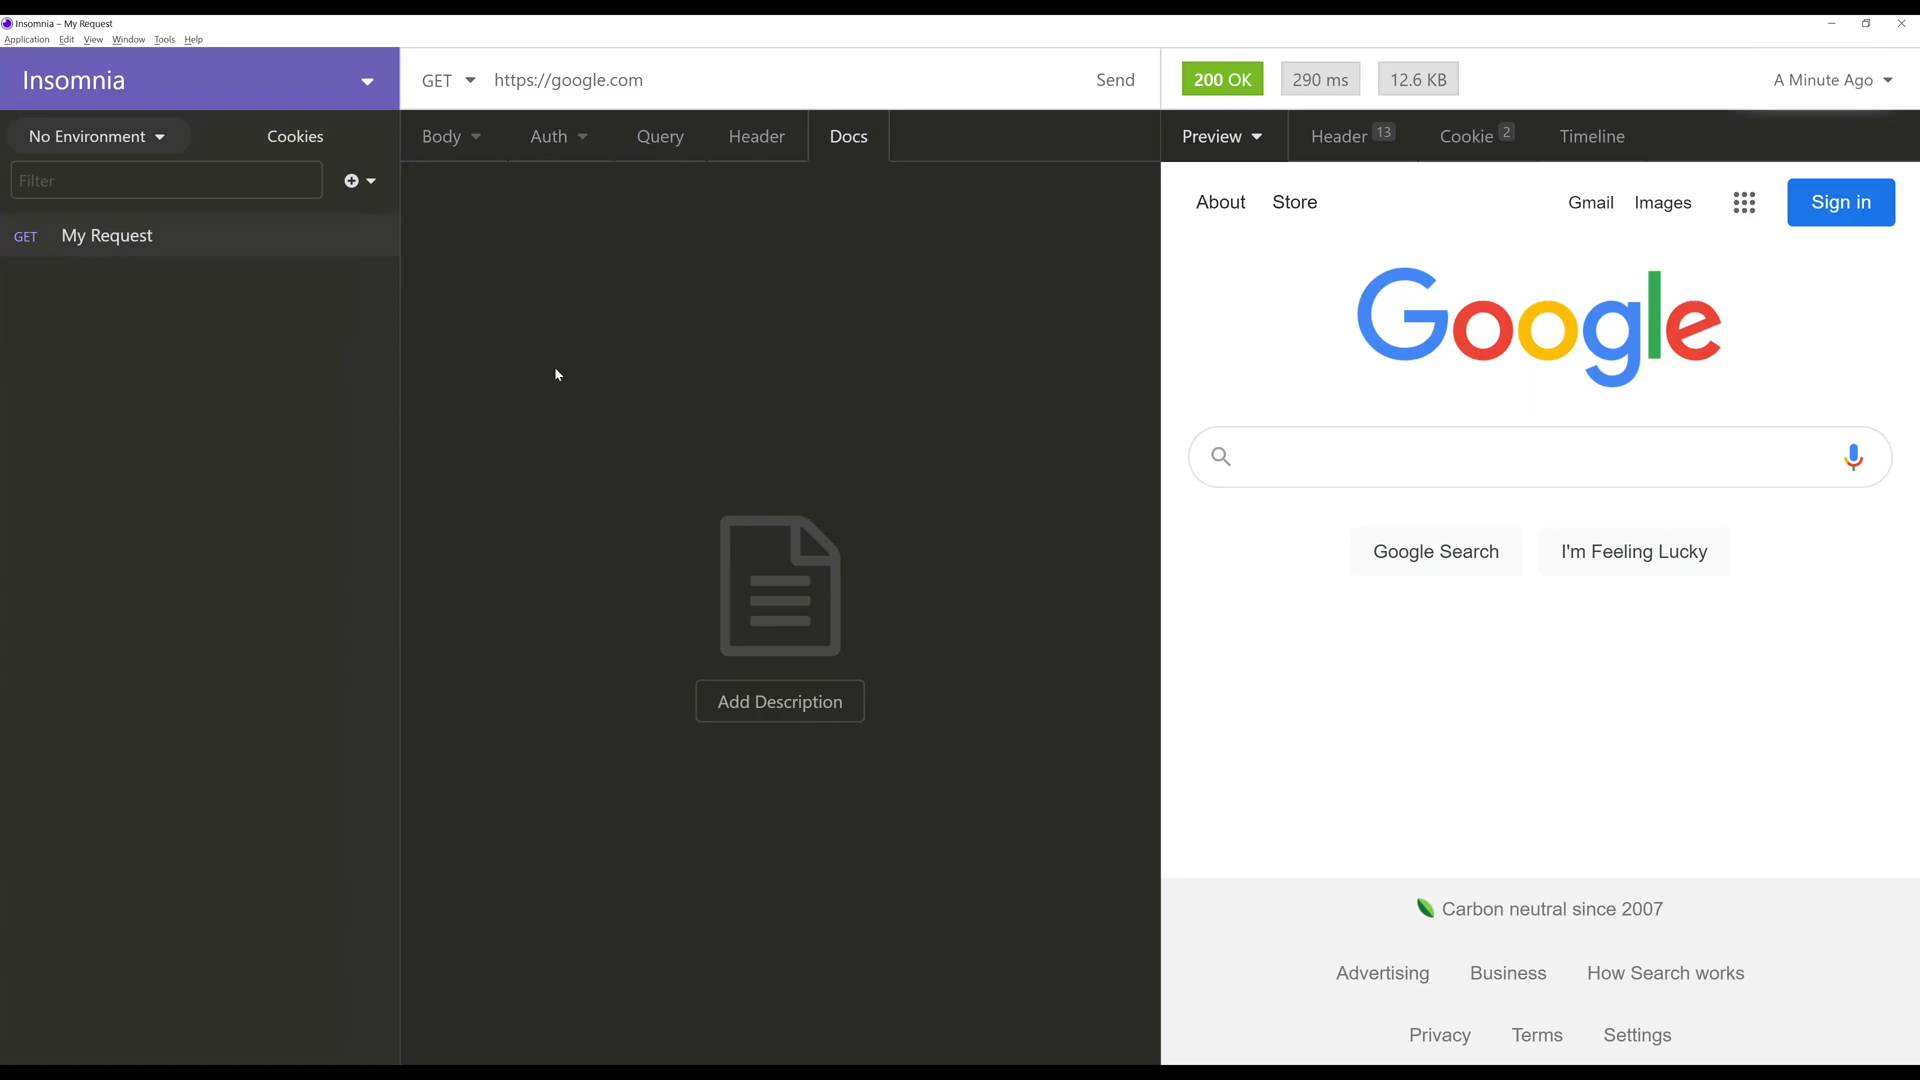 Insomnia – My Request
Application Edit View Window Tools Help
Insomnia
GET https://google.com Send
200 OK 290 ms 12.6 KB A Minute Ago
No Environment Cookies
Body Auth Query Header Docs
Preview Header 13 Cookie 2 Timeline
Filter
GET My Request
Add Description
About Store Gmail Images Sign in
Google
Google Search I'm Feeling Lucky
Carbon neutral since 2007
Advertising Business How Search works
Privacy Terms Settings